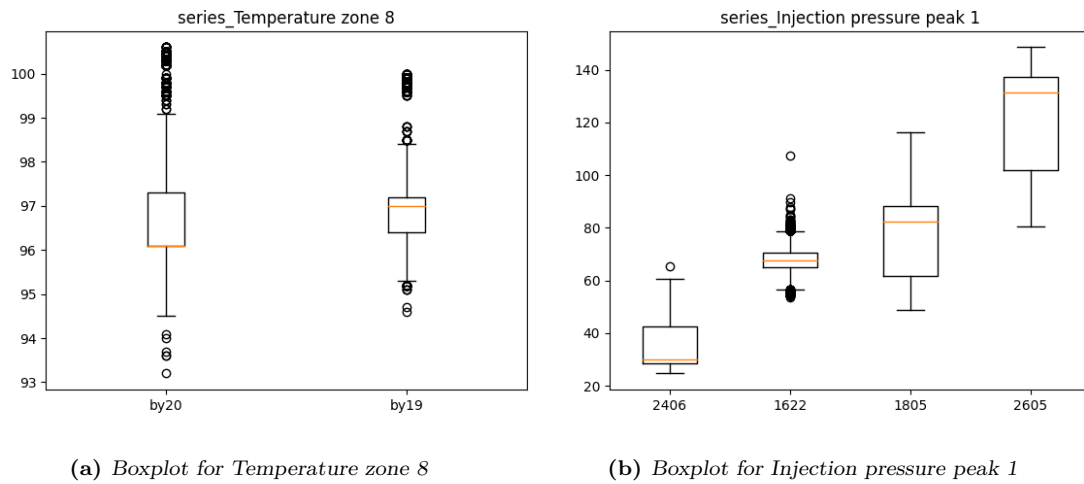 series_Temperature zone 8
100
99
98
97
96
95
94
93
by20 by19
series_Injection pressure peak 1
140
120
100
80
60
40
20
2406 1622 1805 2605
(a) Boxplot for Temperature zone 8
(b) Boxplot for Injection pressure peak 1